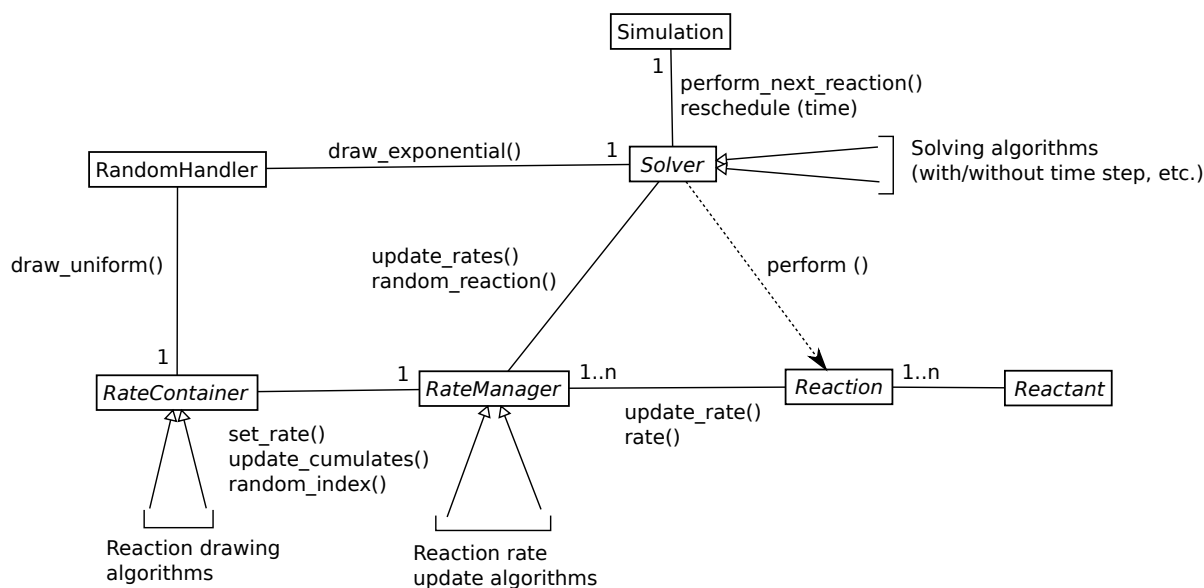 Simulation
1
perform_next_reaction()
reschedule (time)
draw_exponential()
1
RandomHandler
Solver
Solving algorithms
(with/without time step, etc.)
draw_uniform()
update_rates()
random_reaction()
perform ()
1
1
1..n
1..n
RateContainer
RateManager
Reaction
Reactant
set_rate()
update_cumulates()
random_index()
update_rate()
rate()
Reaction drawing
algorithms
Reaction rate
update algorithms